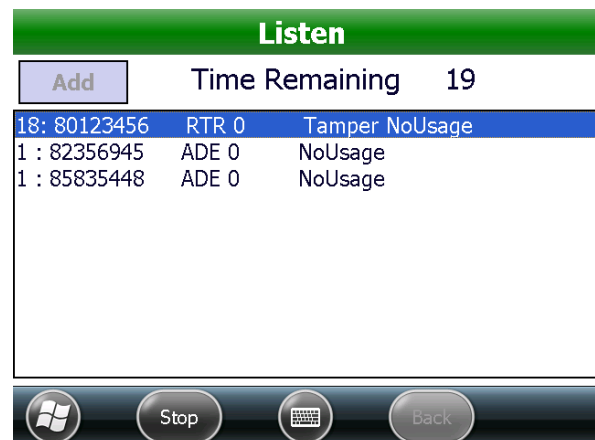 Listen
Add Time Remaining 19
18: 80123456 RTR 0 Tamper NoUsage
1 : 82356945 ADE 0 NoUsage
1 : 85835448 ADE 0 NoUsage
Stop Back